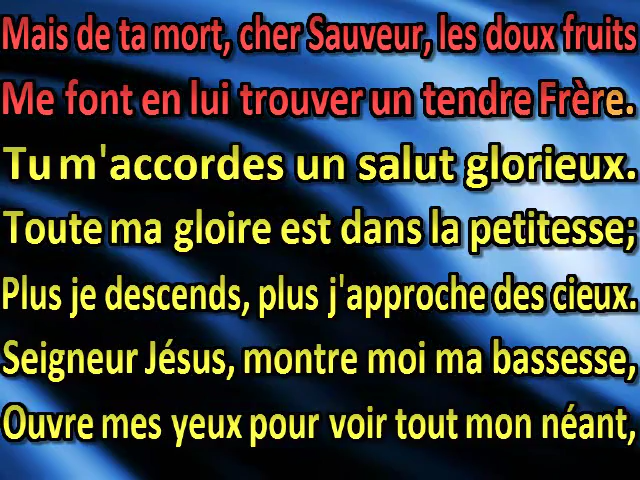 Mais de ta mort, cher Sauveur, les doux fruits
Me font en lui trouver un tendre Frère.
Tu m'accordes un salut glorieux.
Toute ma gloire est dans la petitesse;
Plus je descends, plus j'approche des cieux.
Seigneur Jésus, montre moi ma bassesse,
Ouvre mes yeux pour voir tout mon néant,